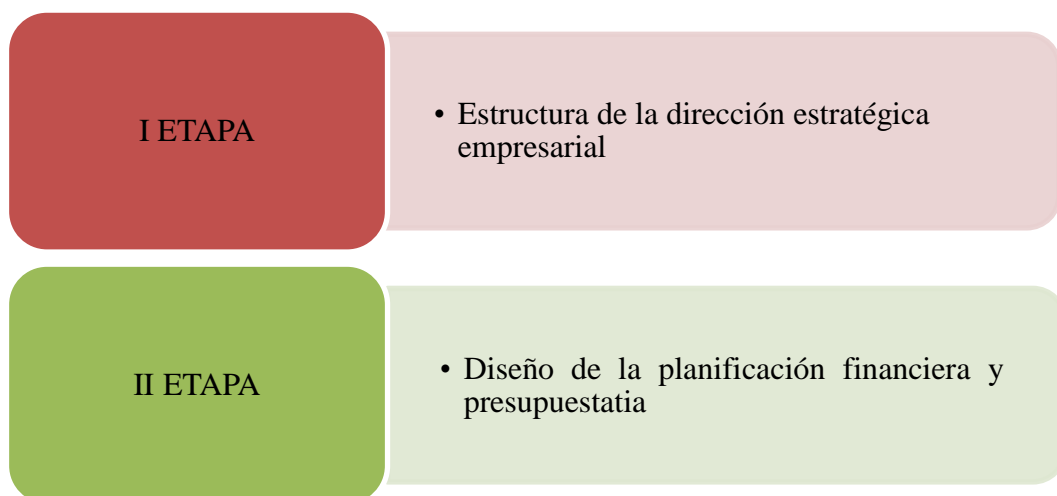 I ETAPA
• Estructura de la dirección estratégica
empresarial
II ETAPA
• Diseño de la planificación financiera y
presupuestatia